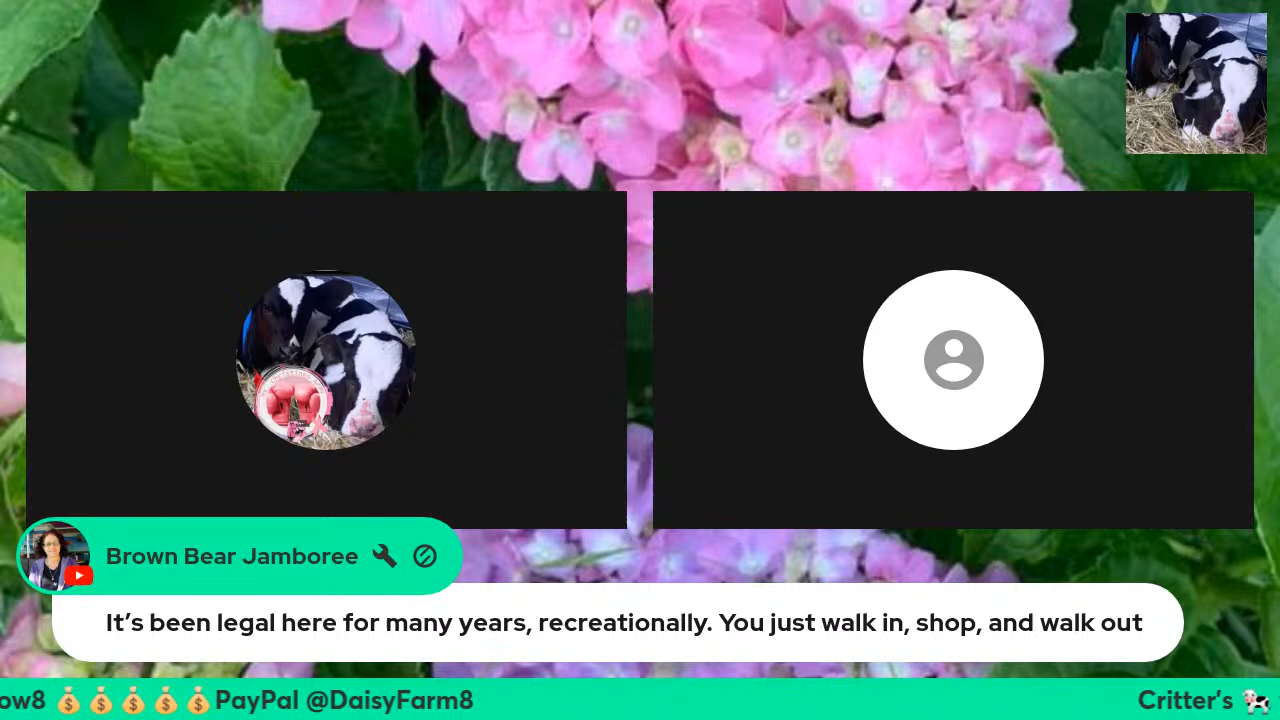 Brown Bear Jamboree
It’s been legal here for many years, recreationally. You just walk in, shop, and walk out
ow8 💰💰💰💰💰PayPal @DaisyFarm8 Critter's 🐄